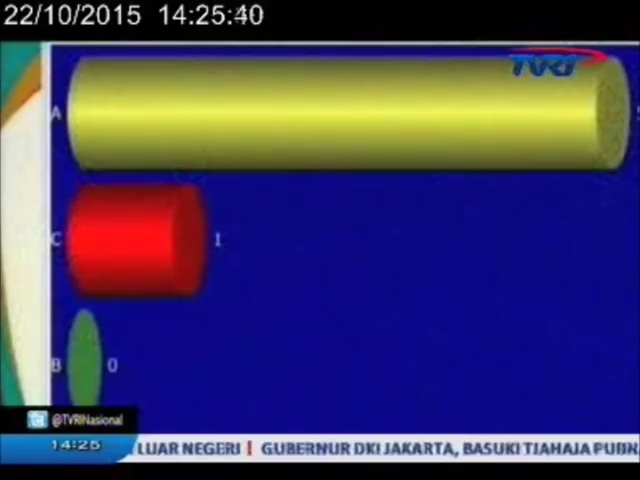 22/10/2015 14:25:40
TVRI
A
C 1
B 0
@TVRINasional
14:25 LUAR NEGERI | GUBERNUR DKI JAKARTA, BASUKI TJAHAJA